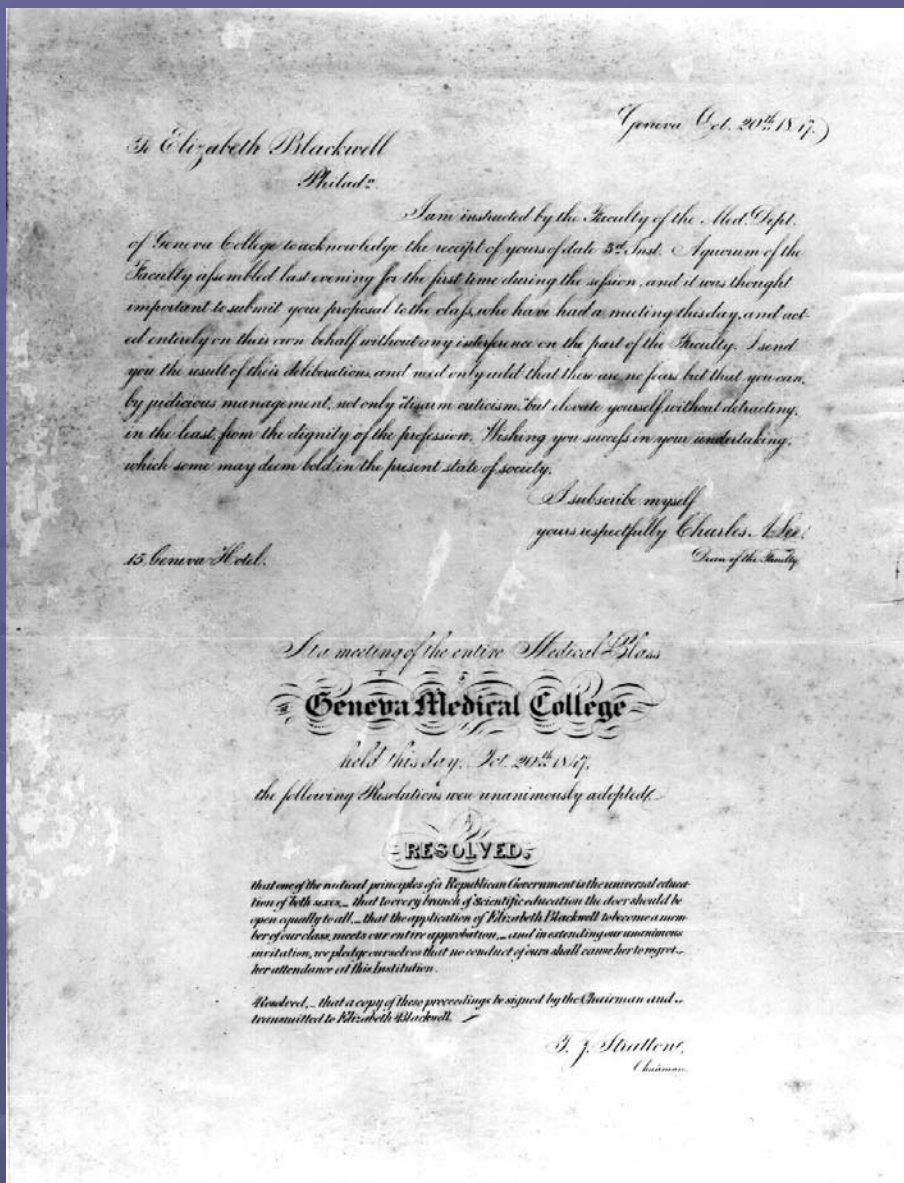 Geneva Oct. 20th 1847.)
To Elizabeth Blackwell
Philada.
I am instructed by the Faculty of the Med. Dept.
of Geneva College to acknowledge the receipt of yours of date 3d. Inst. A quorum of the
Faculty assembled last evening for the first time during the session, and it was thought
important to submit your proposal to the class, who have had a meeting this day, and act-
ed entirely on their own behalf without any interference on the part of the Faculty. I send
you the result of their deliberations, and need only add that there are no fears but that you can,
by judicious management, not only "disarm criticism," but elevate yourself without detracting,
in the least, from the dignity of the profession. Wishing you success in your undertaking,
which some may deem bold in the present state of society.
I subscribe myself
yours respectfully Charles A. Lee,
15, Geneva Hotel.
Dean of the Faculty
At a meeting of the entire Medical Class
Geneva Medical College
held this day, Oct. 20th 1847,
the following Resolutions were unanimously adopted,
RESOLVED,
that one of the radical principles of a Republican Government is the universal educa-
tion of both sexes,_ that to every branch of Scientific education the door should be
open equally to all,_ that the application of Elizabeth Blackwell to become a mem-
ber of our class, meets our entire approbation,_ and in extending our unanimous
invitation, we pledge ourselves that no conduct of ours shall cause her to regret_
her attendance at this Institution.
Resolved,_ that a copy of these proceedings be signed by the Chairman and_
transmitted to Elizabeth Blackwell.
T. J. Stratton,
Chairman.